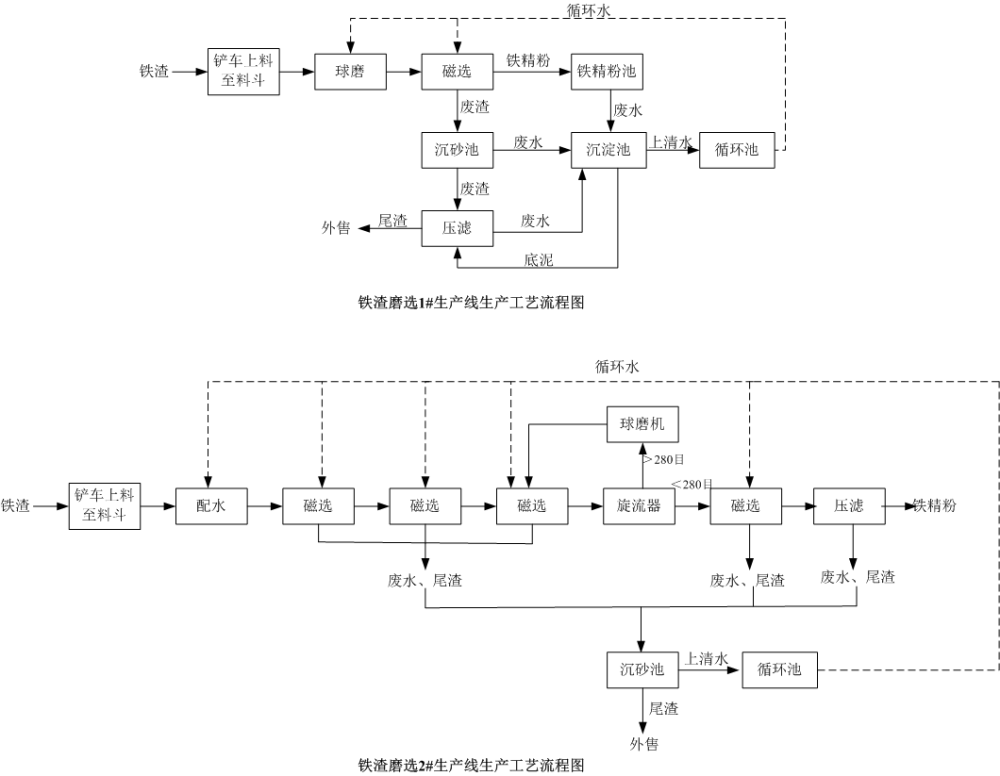 循环水
铁渣
铲车上料
至料斗
球磨
磁选
铁精粉
铁精粉池
废渣
废水
沉砂池
废水
沉淀池
上清水
循环池
废渣
外售
尾渣
压滤
废水
底泥
铁渣磨选1#生产线生产工艺流程图
循环水
球磨机
>280目
<280目
铁渣
铲车上料
至料斗
配水
磁选
磁选
磁选
旋流器
磁选
压滤
铁精粉
废水、尾渣
废水、尾渣
废水、尾渣
沉砂池
上清水
循环池
尾渣
外售
铁渣磨选2#生产线生产工艺流程图